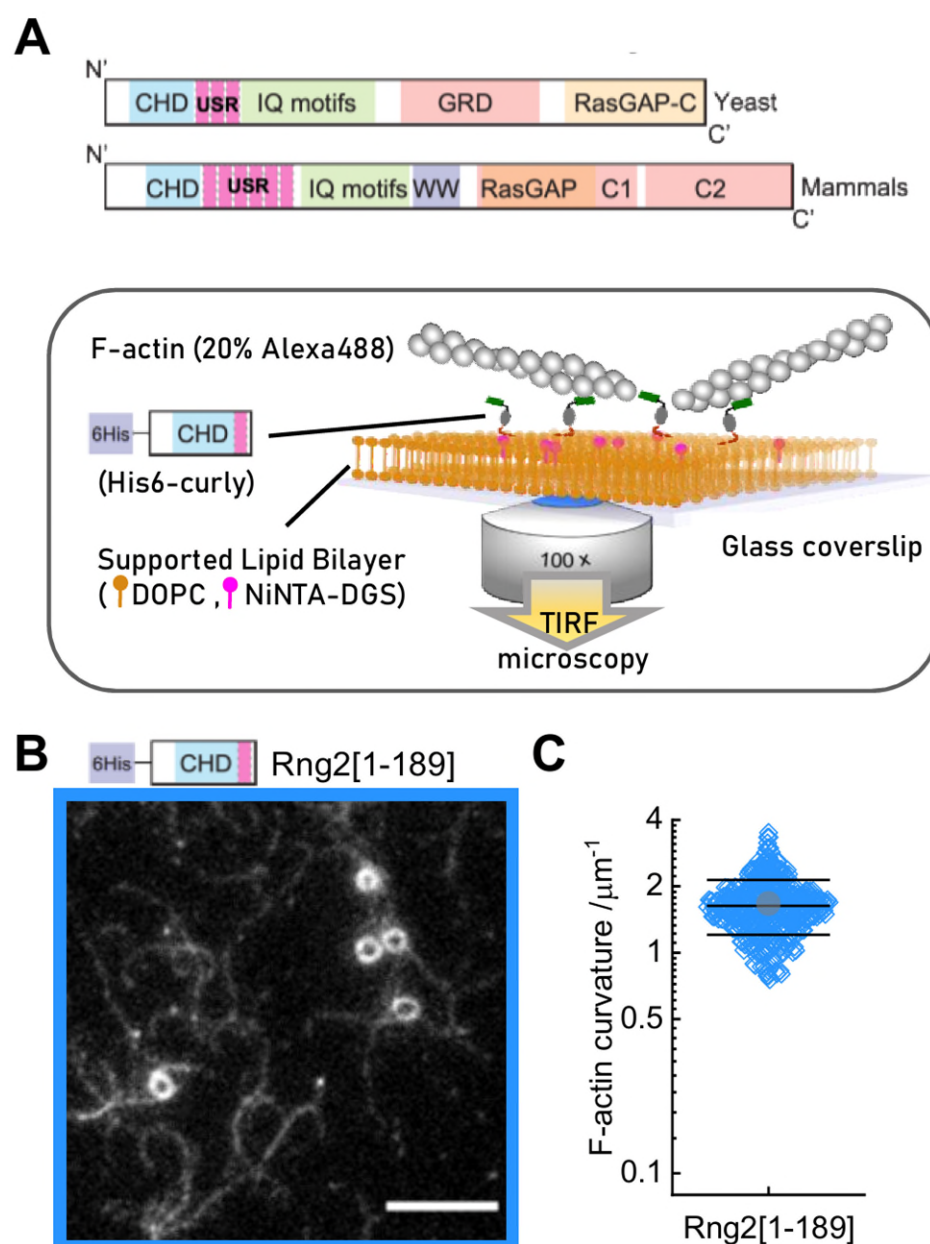 A
N'
CHD USR IQ motifs GRD RasGAP-C Yeast
C'
N'
CHD USR IQ motifs WW RasGAP C1 C2 Mammals
C'
F-actin (20% Alexa488)
6His CHD
(His6-curly)
Supported Lipid Bilayer
( DOPC , NiNTA-DGS)
100 x
Glass coverslip
TIRF
microscopy
B
6His CHD Rng2[1-189]
C
F-actin curvature /µm⁻¹
4
2
1
0.5
0.1
Rng2[1-189]